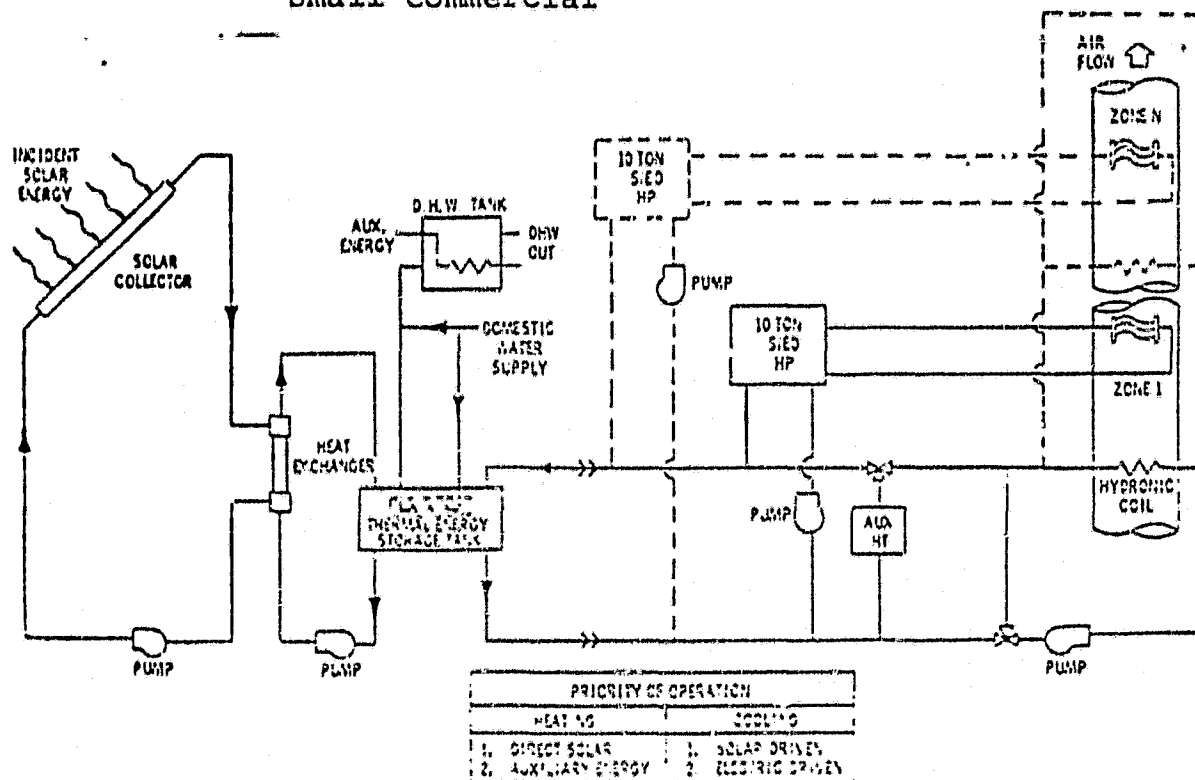 Small Commercial
AIR
FLOW
ZONE N
INCIDENT
SOLAR
ENERGY
10 TON
S/ED
HP
D.H.W. TANK
AUX.
ENERGY
DHW
OUT
SOLAR
COLLECTOR
PUMP
DOMESTIC
WATER
SUPPLY
10 TON
S/ED
HP
ZONE 1
HEAT
EXCHANGER
THERMAL ENERGY
STORAGE TANK
PUMP
AUX
HT
HYDRONIC
COIL
PUMP
PUMP
PUMP
PRIORITY OF OPERATION
HEATING
COOLING
1. DIRECT SOLAR
1. SOLAR DRIVEN
2. AUXILIARY ENERGY
2. ELECTRIC DRIVEN